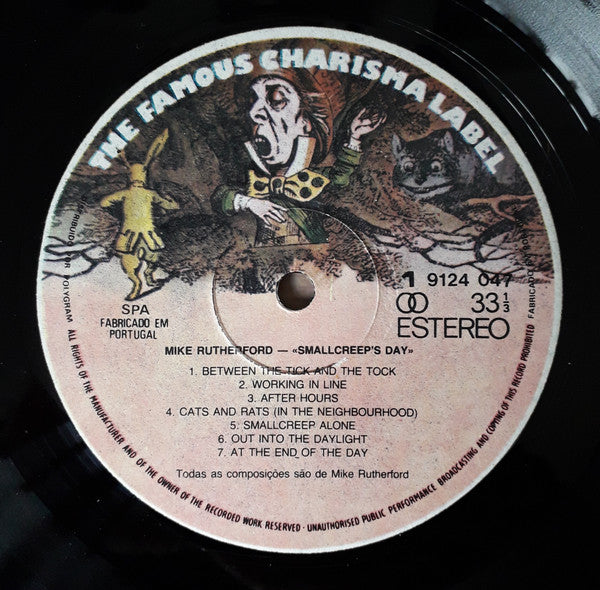 THE FAMOUS CHARISMA LABEL
1 9124 047
SPA
33 1/3
FABRICADO EM
PORTUGAL
ESTEREO
MIKE RUTHERFORD — «SMALLCREEP'S DAY»
1. BETWEEN THE TICK AND THE TOCK
2. WORKING IN LINE
3. AFTER HOURS
4. CATS AND RATS (IN THE NEIGHBOURHOOD)
5. SMALLCREEP ALONE
6. OUT INTO THE DAYLIGHT
7. AT THE END OF THE DAY
Todas as composições são de Mike Rutherford
DISTRIBUIDO POR POLYGRAM
ALL RIGHTS OF THE MANUFACTURER AND OF THE OWNER OF THE RECORDED WORK RESERVED · UNAUTHORISED PUBLIC PERFORMANCE BROADCASTING AND COPYING OF THIS RECORD PROHIBITED
FABRICADO